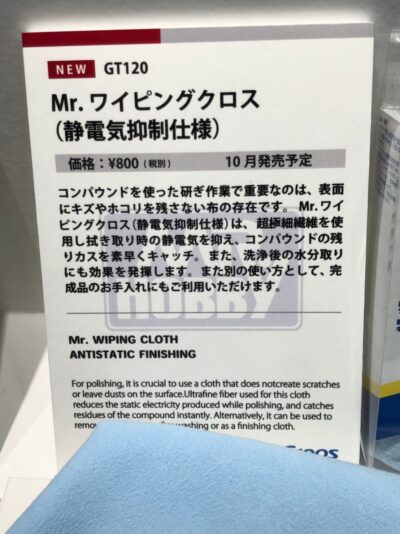 NEW GT120
Mr. ワイピングクロス
(静電気抑制仕様)
価格：¥800 (税別) 10月発売予定
コンパウンドを使った研ぎ作業で重要なのは、表面
にキズやホコリを残さない布の存在です。Mr.ワイ
ピングクロス(静電気抑制仕様)は、超極細繊維を使
用し拭き取り時の静電気を抑え、コンパウンドの残
りカスを素早くキャッチ。また、洗浄後の水分取り
にも効果を発揮します。また別の使い方として、完
成品のお手入れにもご利用いただけます。
HOBBY
Mr. WIPING CLOTH
ANTISTATIC FINISHING
For polishing, it is crucial to use a cloth that does notcreate scratches
or leave dusts on the surface.Ultrafine fiber used for this cloth
reduces the static electricity produced while polishing, and catches
residues of the compound instantly. Alternatively, it can be used to
washing or as a finishing cloth.